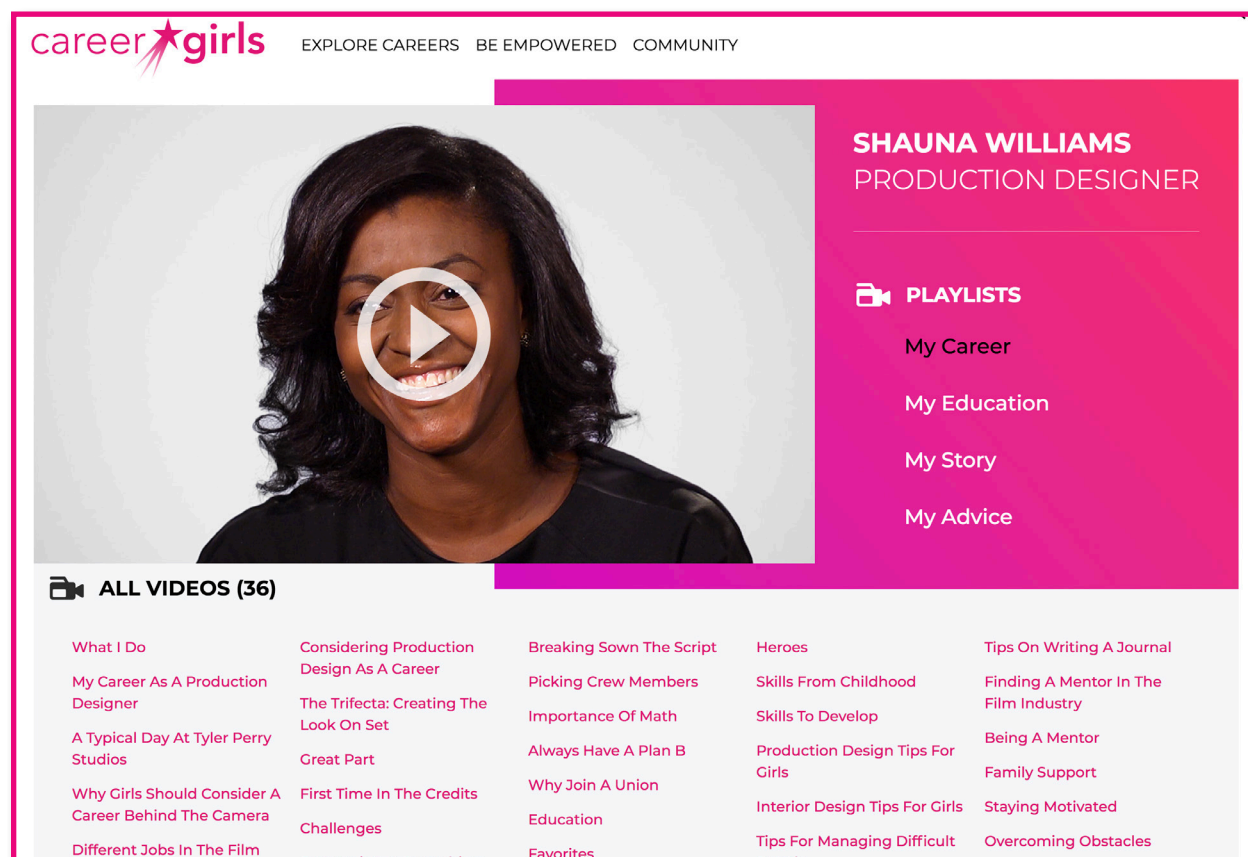 career girls
EXPLORE CAREERS BE EMPOWERED COMMUNITY
SHAUNA WILLIAMS
PRODUCTION DESIGNER
PLAYLISTS
My Career
My Education
My Story
My Advice
ALL VIDEOS (36)
What I Do
My Career As A Production
Designer
A Typical Day At Tyler Perry
Studios
Why Girls Should Consider A
Career Behind The Camera
Different Jobs In The Film
Considering Production
Design As A Career
The Trifecta: Creating The
Look On Set
Great Part
First Time In The Credits
Challenges
Breaking Sown The Script
Picking Crew Members
Importance Of Math
Always Have A Plan B
Why Join A Union
Education
Favorites
Heroes
Skills From Childhood
Skills To Develop
Production Design Tips For
Girls
Interior Design Tips For Girls
Tips For Managing Difficult
Tips On Writing A Journal
Finding A Mentor In The
Film Industry
Being A Mentor
Family Support
Staying Motivated
Overcoming Obstacles